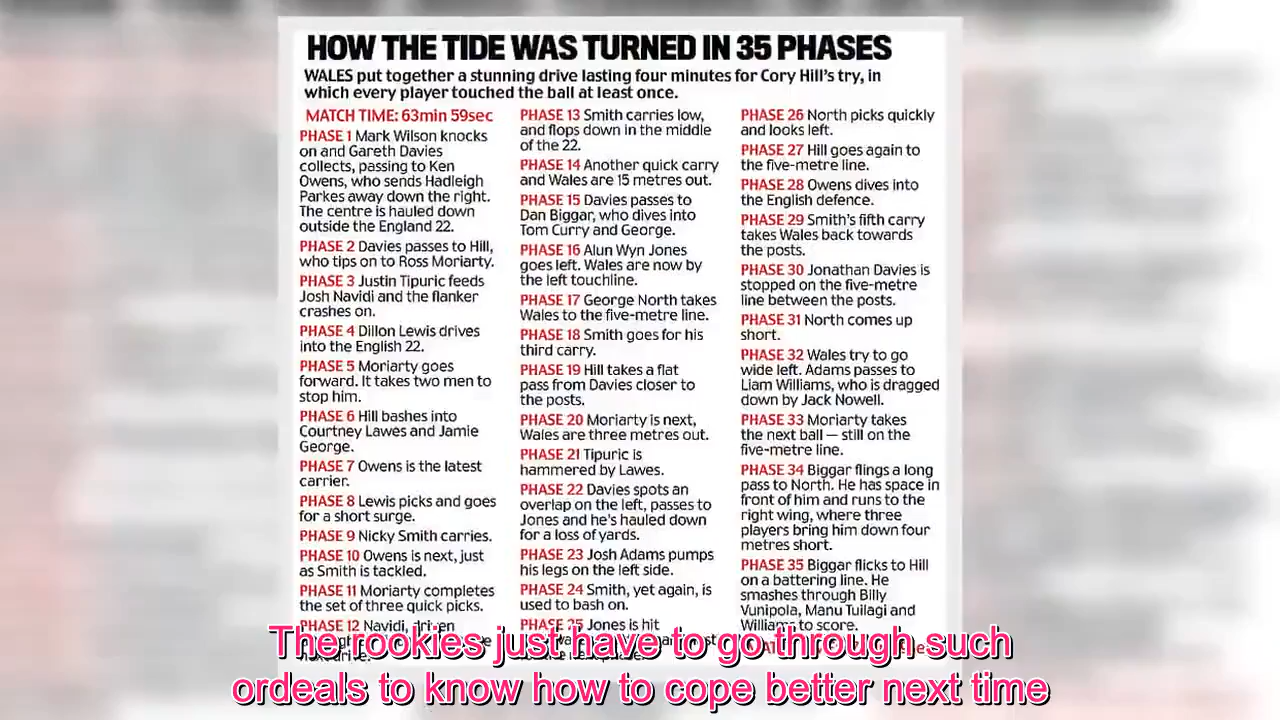 HOW THE TIDE WAS TURNED IN 35 PHASES
WALES put together a stunning drive lasting four minutes for Cory Hill's try, in
which every player touched the ball at least once.
MATCH TIME: 63min 59sec
PHASE 1 Mark Wilson knocks
on and Gareth Davies
collects, passing to Ken
Owens, who sends Hadleigh
Parkes away down the right.
The centre is hauled down
outside the England 22.
PHASE 2 Davies passes to Hill,
who tips on to Ross Moriarty.
PHASE 3 Justin Tipuric feeds
Josh Navidi and the flanker
crashes on.
PHASE 4 Dillon Lewis drives
into the English 22.
PHASE 5 Moriarty goes
forward. It takes two men to
stop him.
PHASE 6 Hill bashes into
Courtney Lawes and Jamie
George.
PHASE 7 Owens is the latest
carrier.
PHASE 8 Lewis picks and goes
for a short surge.
PHASE 9 Nicky Smith carries.
PHASE 10 Owens is next, just
as Smith is tackled.
PHASE 11 Moriarty completes
the set of three quick picks.
PHASE 12 Navidi, driven
next drive.
PHASE 13 Smith carries low,
and flops down in the middle
of the 22.
PHASE 14 Another quick carry
and Wales are 15 metres out.
PHASE 15 Davies passes to
Dan Biggar, who dives into
Tom Curry and George.
PHASE 16 Alun Wyn Jones
goes left. Wales are now by
the left touchline.
PHASE 17 George North takes
Wales to the five-metre line.
PHASE 18 Smith goes for his
third carry.
PHASE 19 Hill takes a flat
pass from Davies closer to
the posts.
PHASE 20 Moriarty is next,
Wales are three metres out.
PHASE 21 Tipuric is
hammered by Lawes.
PHASE 22 Davies spots an
overlap on the left, passes to
Jones and he's hauled down
for a loss of yards.
PHASE 23 Josh Adams pumps
his legs on the left side.
PHASE 24 Smith, yet again, is
used to bash on.
PHASE 25 Jones is hit
PHASE 26 North picks quickly
and looks left.
PHASE 27 Hill goes again to
the five-metre line.
PHASE 28 Owens dives into
the English defence.
PHASE 29 Smith's fifth carry
takes Wales back towards
the posts.
PHASE 30 Jonathan Davies is
stopped on the five-metre
line between the posts.
PHASE 31 North comes up
short.
PHASE 32 Wales try to go
wide left. Adams passes to
Liam Williams, who is dragged
down by Jack Nowell.
PHASE 33 Moriarty takes
the next ball — still on the
five-metre line.
PHASE 34 Biggar flings a long
pass to North. He has space in
front of him and runs to the
right wing, where three
players bring him down four
metres short.
PHASE 35 Biggar flicks to Hill
on a battering line. He
smashes through Billy
Vunipola, Manu Tuilagi and
Williams to score.
The rookies just have to go through such
ordeals to know how to cope better next time